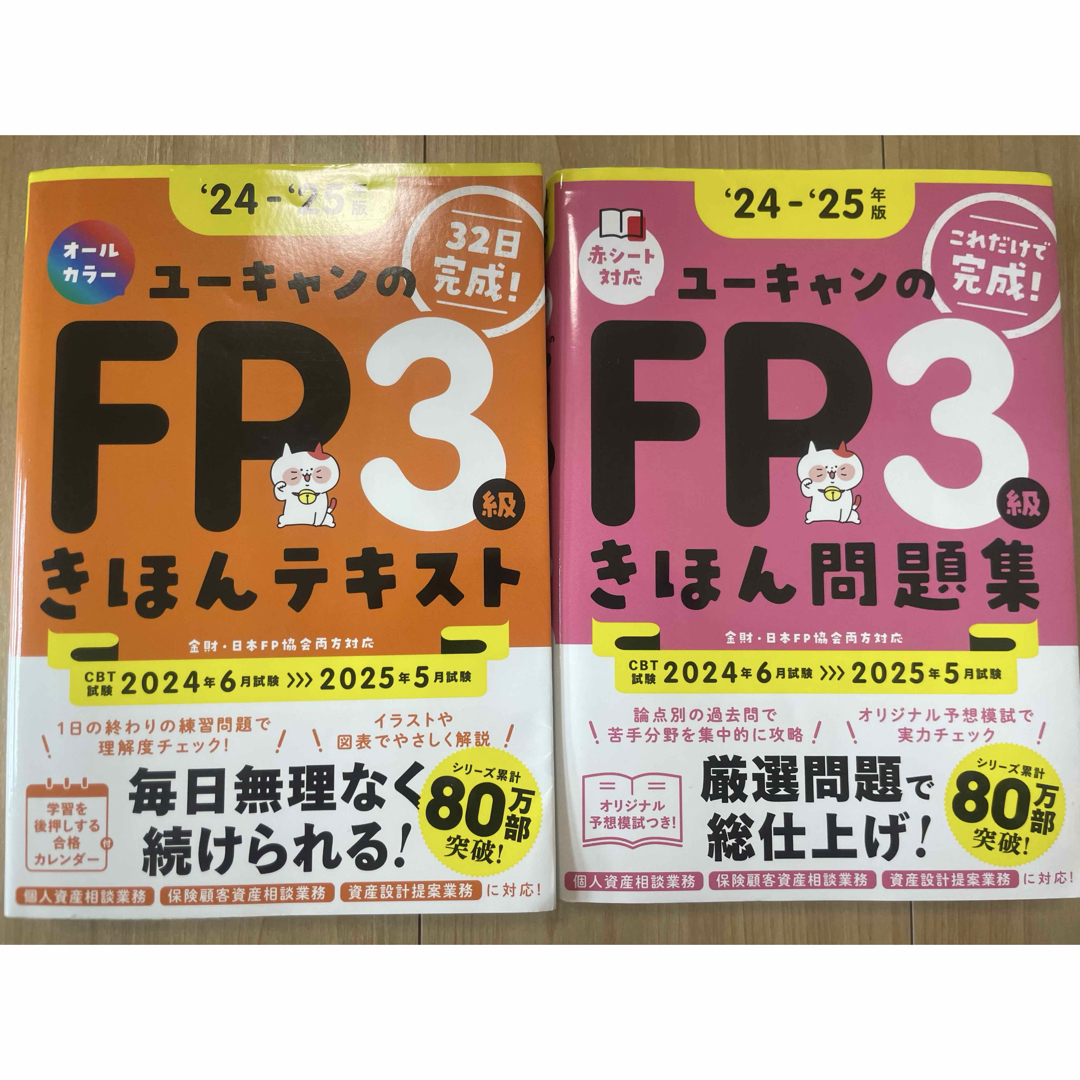 '24-'25年版
オール
カラー
32日
完成!
ユーキャンの
FP3級
きほんテキスト
金財・日本FP協会両方対応
CBT
試験
2024年6月試験>>>2025年5月試験
1日の終わりの練習問題で
理解度チェック!
イラストや
図表でやさしく解説
学習を
後押しする
合格
カレンダー付
毎日無理なく
続けられる!
シリーズ累計
80万部
突破!
個人資産相談業務 保険顧客資産相談業務 資産設計提案業務に対応!
'24-'25年版
赤シート
対応
これだけで
完成!
ユーキャンの
FP3級
きほん問題集
金財・日本FP協会両方対応
CBT
試験
2024年6月試験>>>2025年5月試験
論点別の過去問で
苦手分野を集中的に攻略
オリジナル予想模試で
実力チェック
オリジナル
予想模試つき!
厳選問題で
総仕上げ!
シリーズ累計
80万部
突破!
個人資産相談業務 保険顧客資産相談業務 資産設計提案業務に対応!